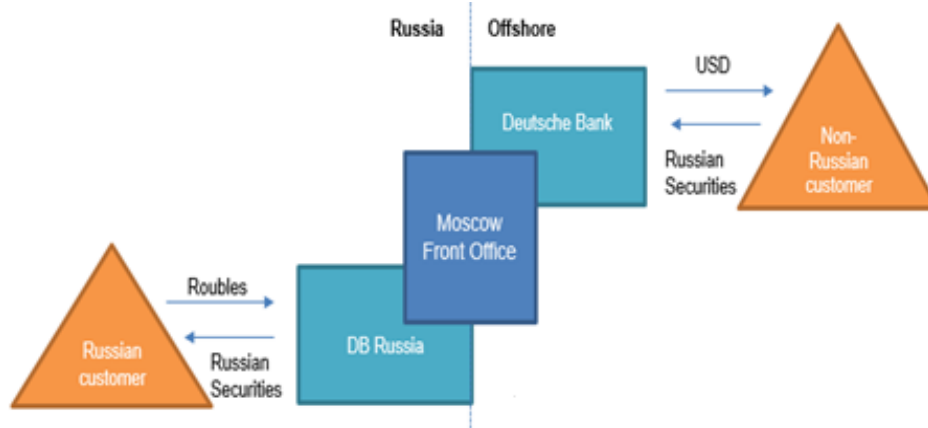 Russia
Offshore
USD
Deutsche Bank
Russian
Securities
Non-
Russian
customer
Moscow
Front Office
Roubles
DB Russia
Russian
customer
Russian
Securities